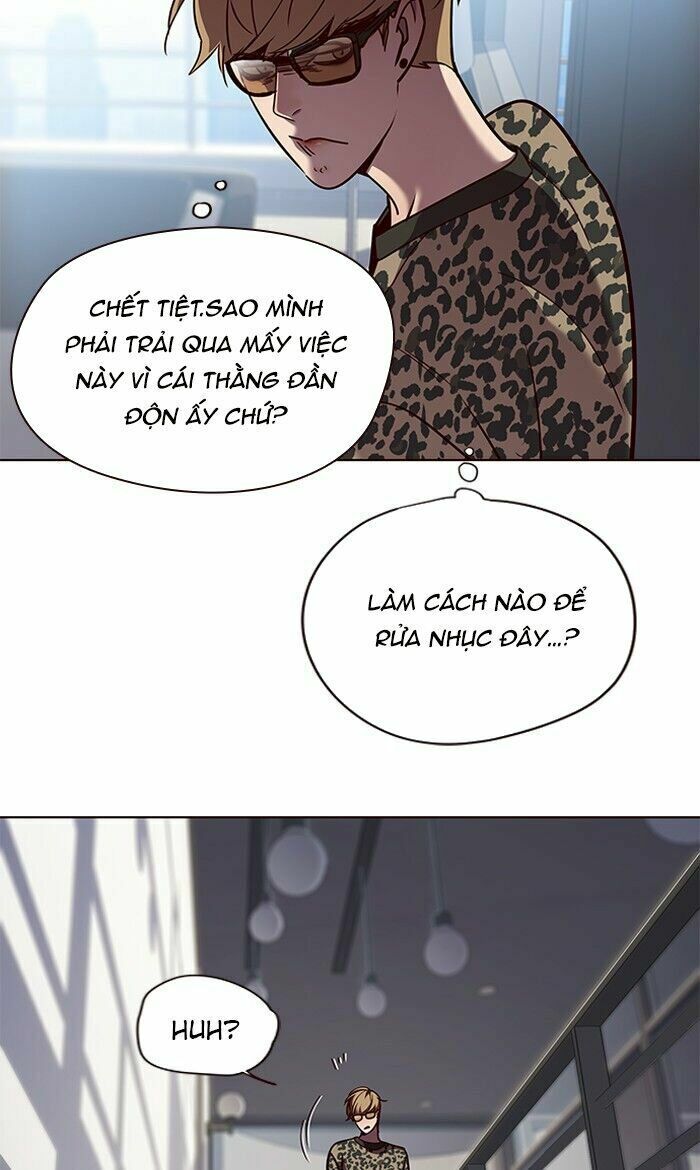 CHẾT TIỆT.SAO MÌNH
PHẢI TRẢI QUA MẤY VIỆC
NÀY VÌ CÁI THẰNG ĐẦN
ĐỘN ẤY CHỨ?
LÀM CÁCH NÀO ĐỂ
RỬA NHỤC ĐÂY...?
HUH?